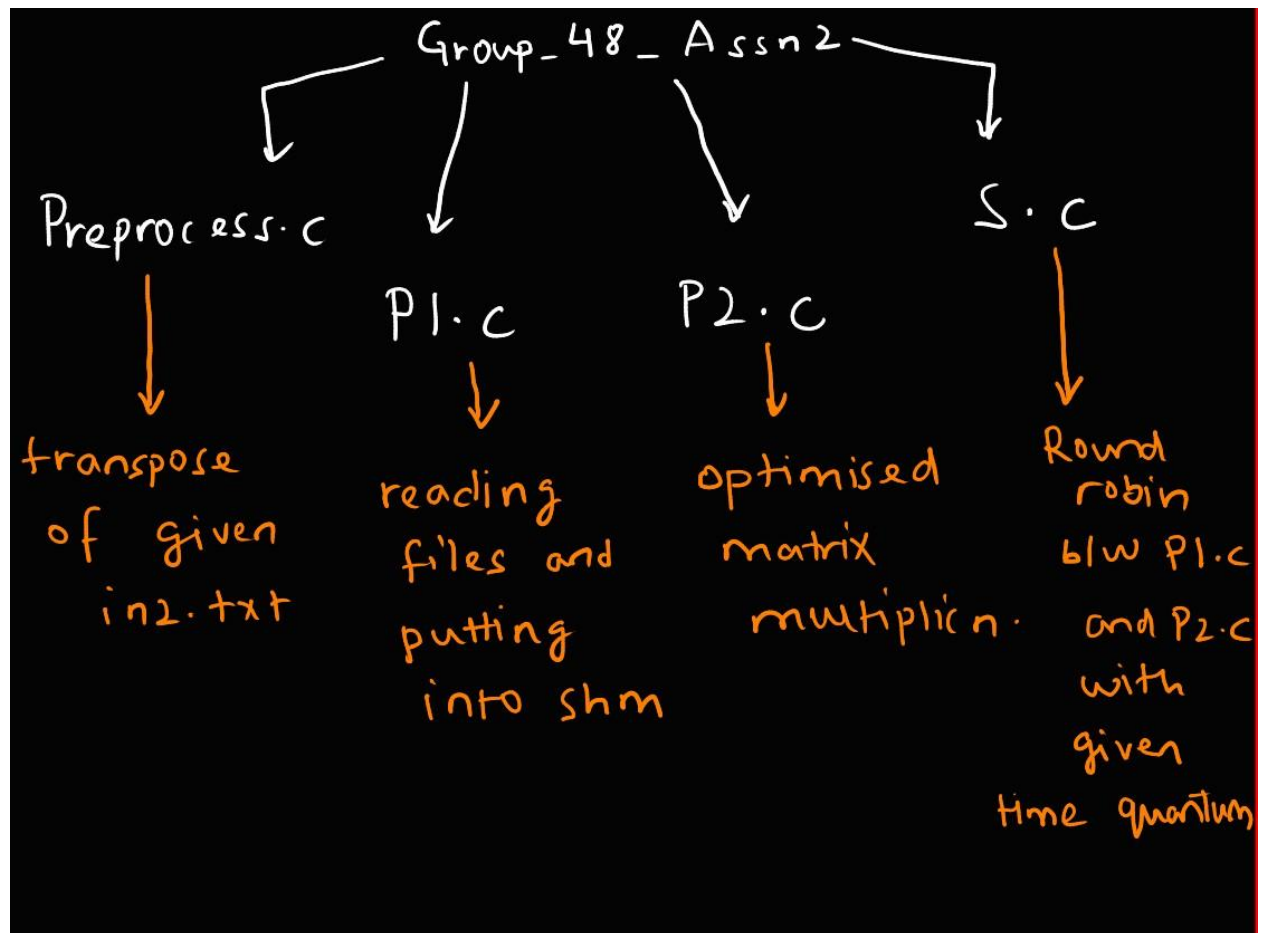 Group_48_Assn2
Preprocess.c
P1.c
P2.c
S.c
transpose
of given
in2.txt
reading
files and
putting
into shm
optimised
matrix
multiplicn.
Round
robin
b/w P1.c
and P2.c
with
given
time quantum